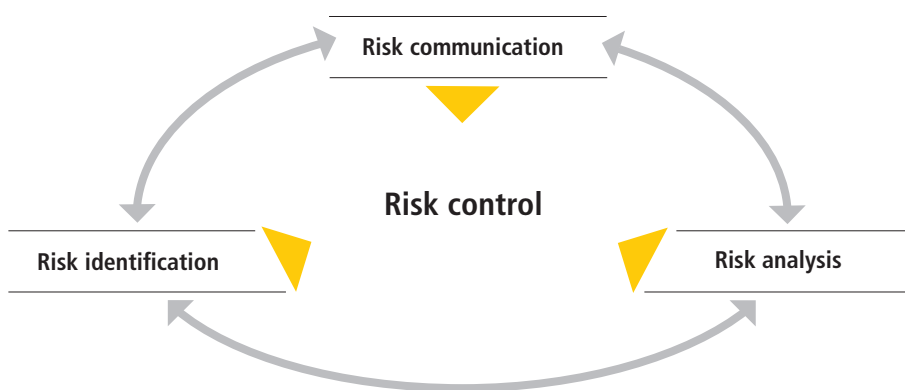 Risk communication
Risk control
Risk identification
Risk analysis